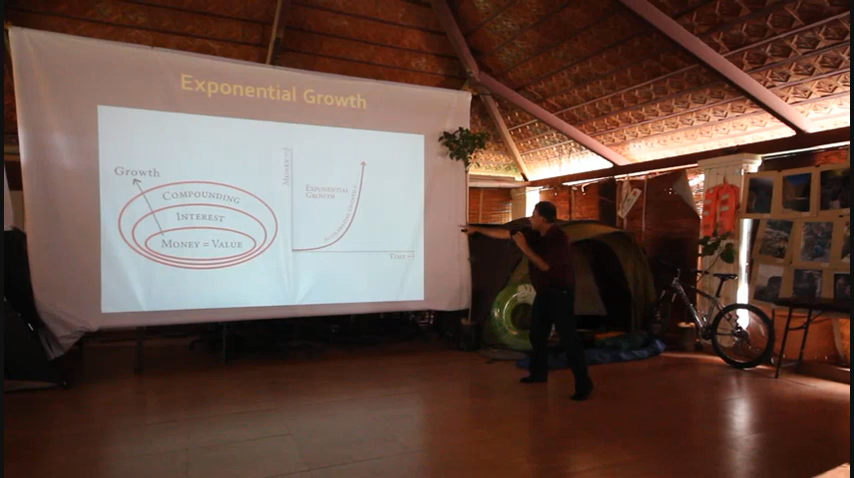 Exponential Growth
Growth
COMPOUNDING
INTEREST
MONEY = VALUE
MONEY
EXPONENTIAL
GROWTH
TIME